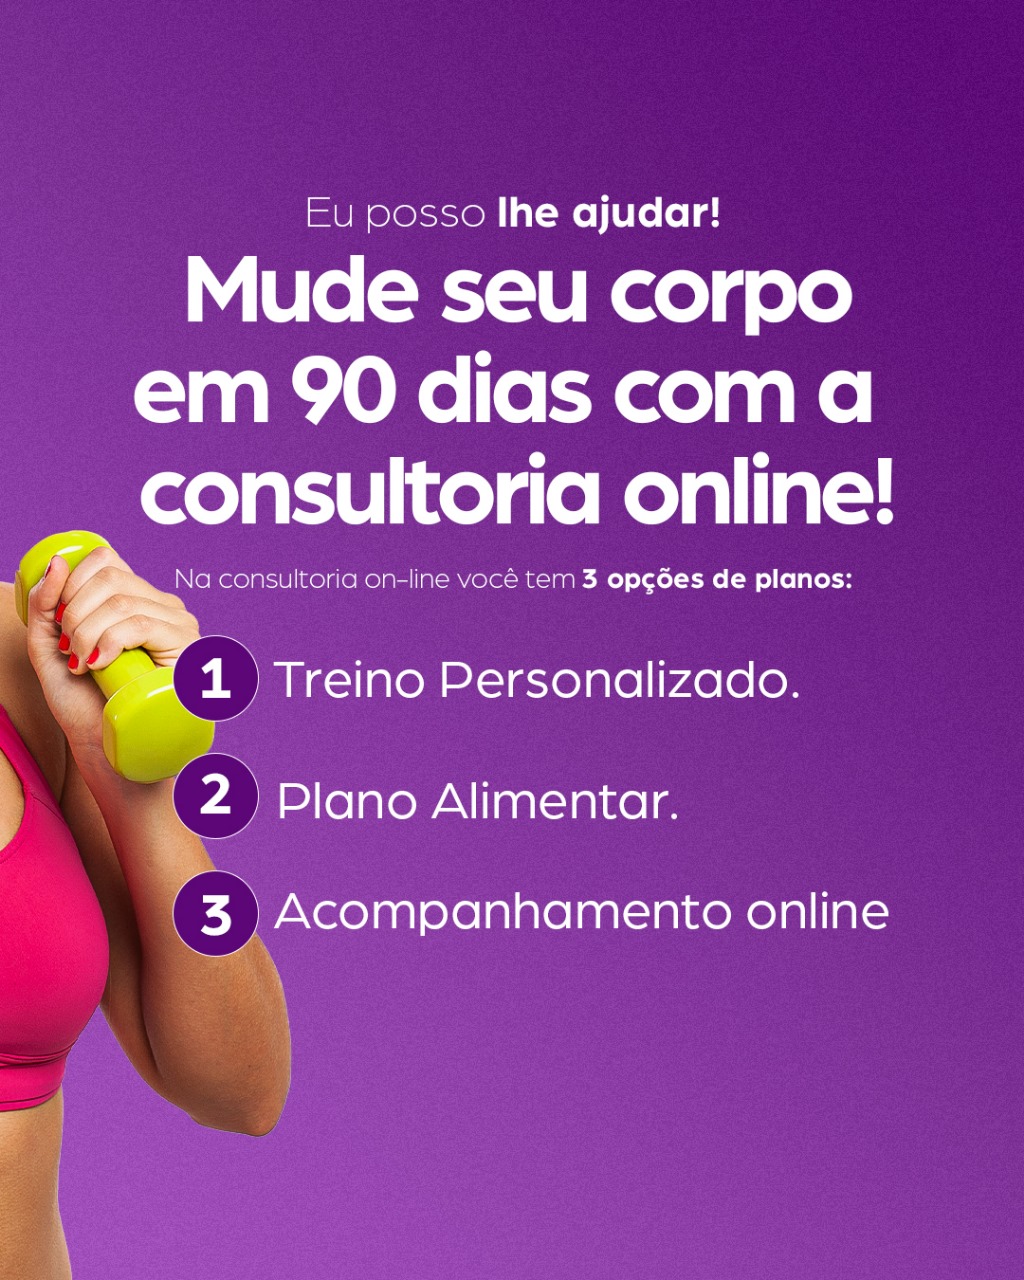 Eu posso lhe ajudar!
Mude seu corpo
em 90 dias com a
consultoria online!
Na consultoria on-line você tem 3 opções de planos:
1 Treino Personalizado.
2 Plano Alimentar.
3 Acompanhamento online